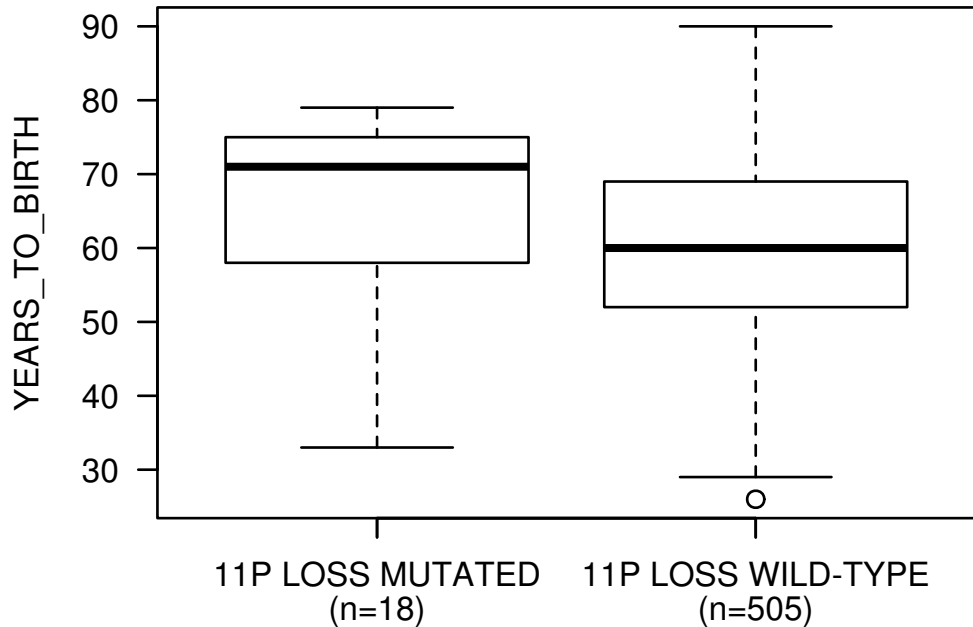 YEARS_TO_BIRTH
90
80
70
60
50
40
30
11P LOSS MUTATED
(n=18)
11P LOSS WILD-TYPE
(n=505)